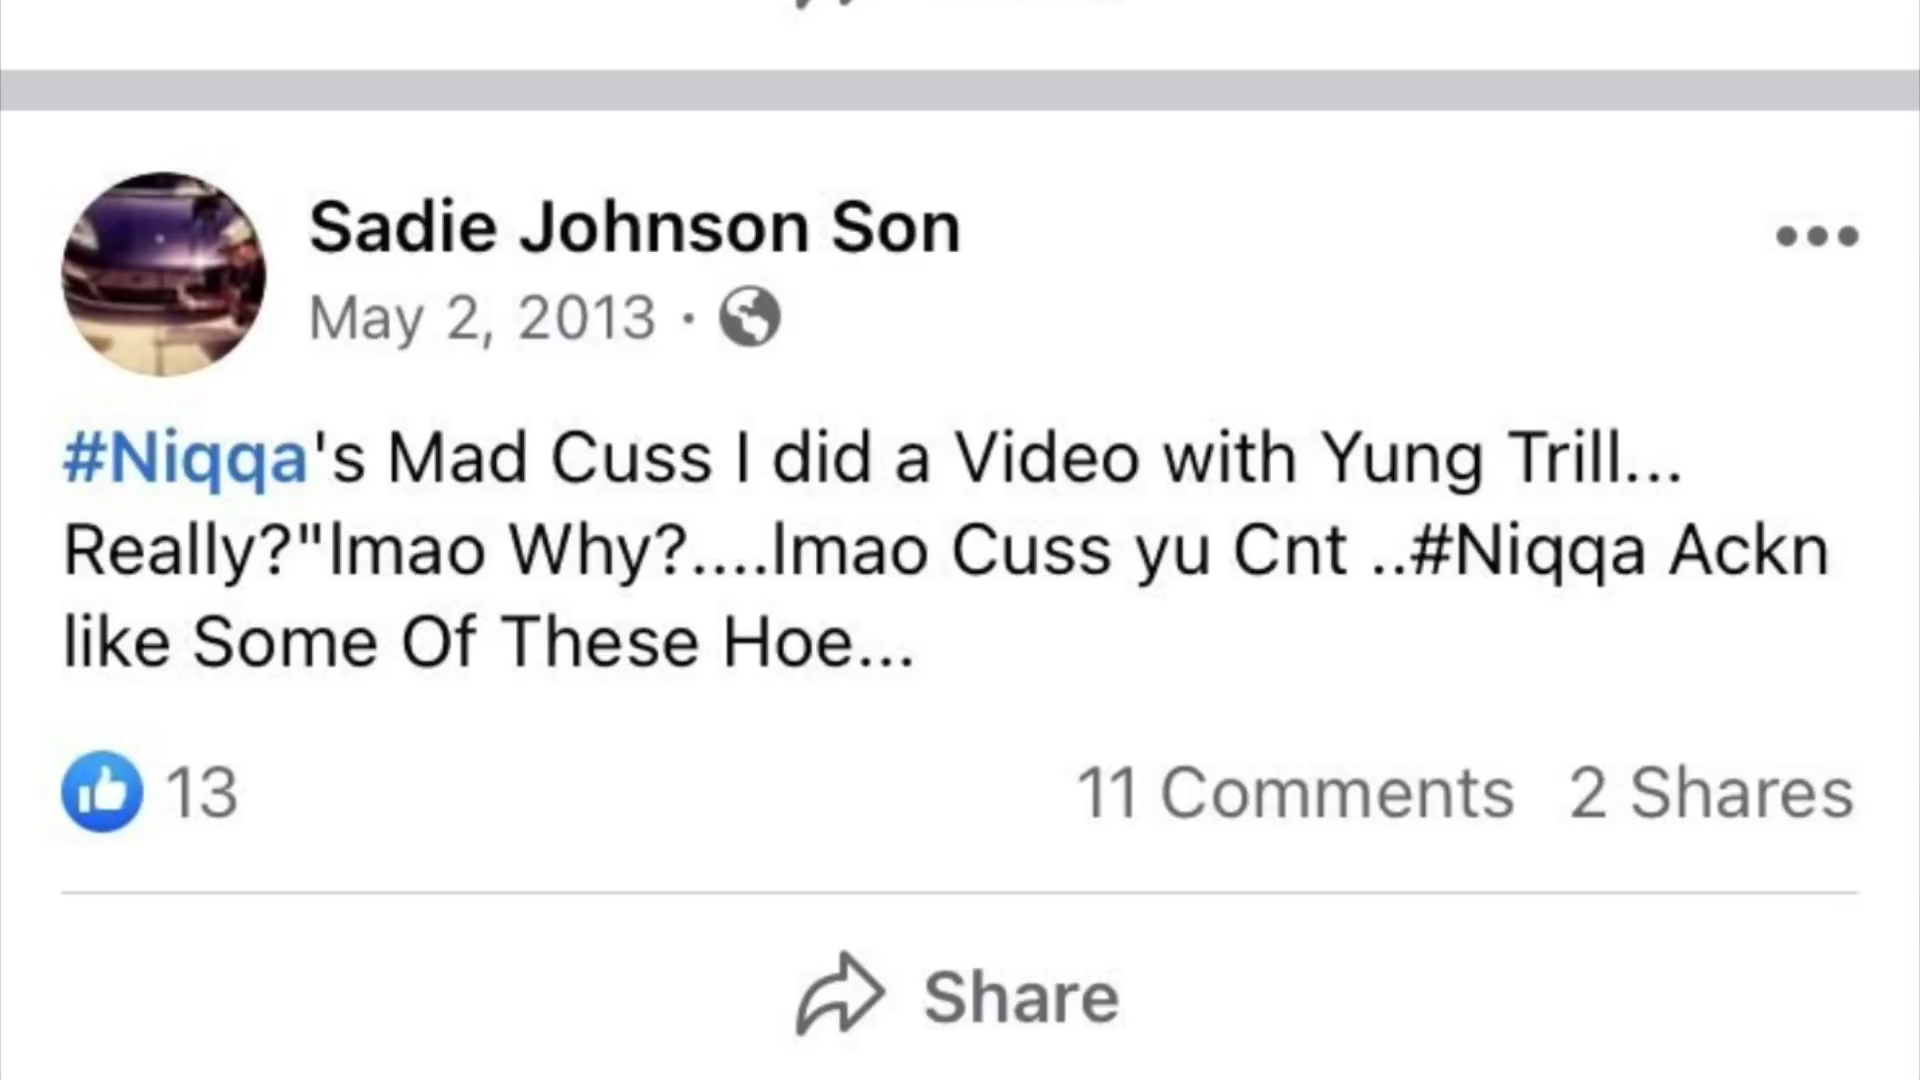 Sadie Johnson Son
May 2, 2013 ·
#Niqqa's Mad Cuss I did a Video with Yung Trill...
Really?"lmao Why?....lmao Cuss yu Cnt ..#Niqqa Ackn
like Some Of These Hoe...
13 11 Comments 2 Shares
Share